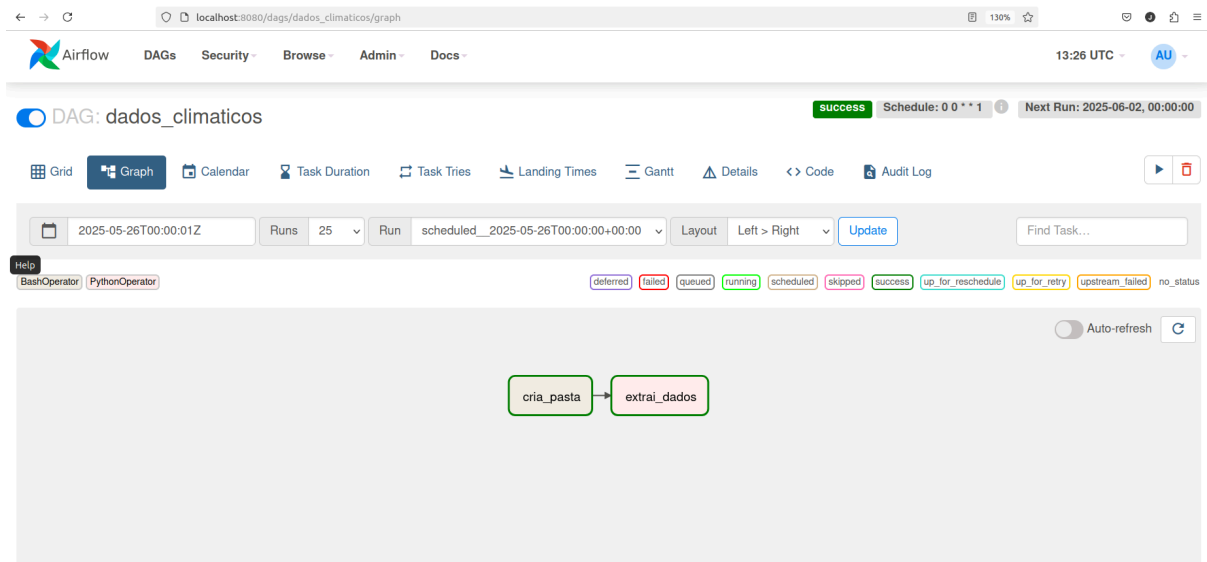 localhost:8080/dags/dados_climaticos/graph 130%
Airflow DAGs Security Browse Admin Docs 13:26 UTC AU
DAG: dados_climaticos success Schedule: 0 0 * * 1 Next Run: 2025-06-02, 00:00:00
Grid Graph Calendar Task Duration Task Tries Landing Times Gantt Details <> Code Audit Log
2025-05-26T00:00:01Z Runs 25 Run scheduled__2025-05-26T00:00:00+00:00 Layout Left > Right Update Find Task...
Help
BashOperator PythonOperator deferred failed queued running scheduled skipped success up_for_reschedule up_for_retry upstream_failed no_status
Auto-refresh
cria_pasta extrai_dados